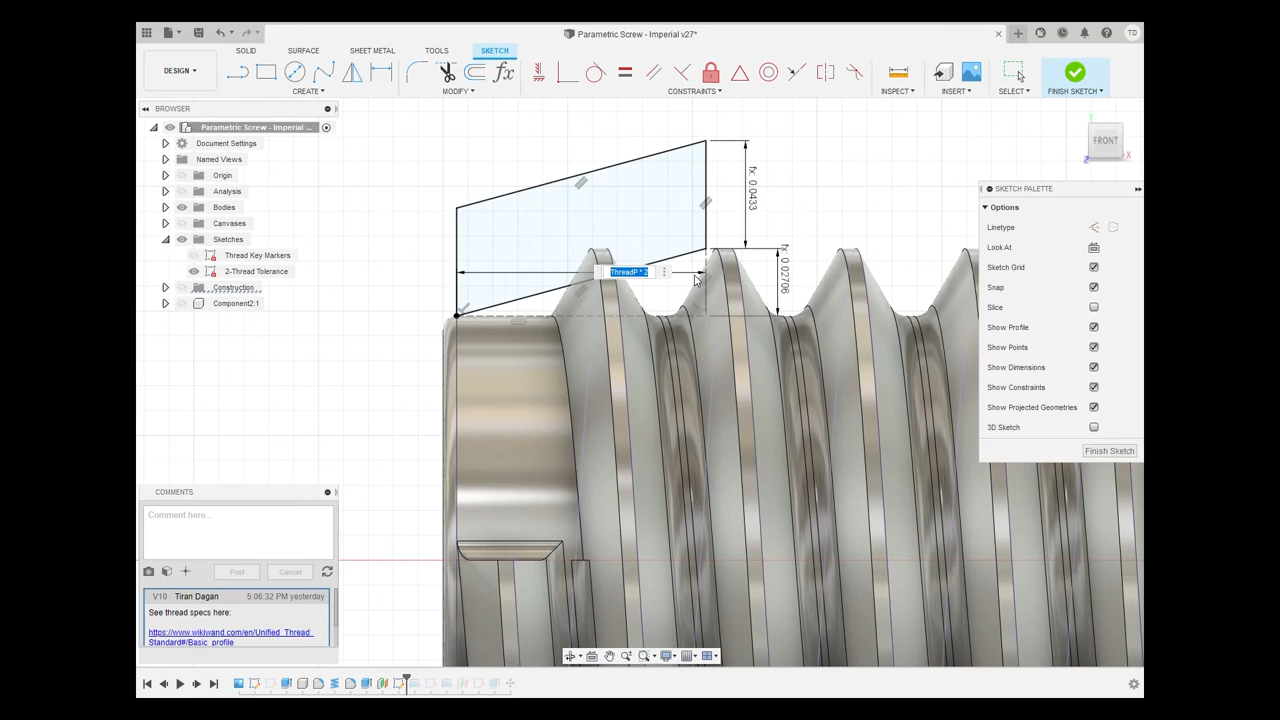 Parametric Screw - Imperial v27*
TD
SOLID
SURFACE
SHEET METAL
TOOLS
SKETCH
DESIGN
CREATE
MODIFY
CONSTRAINTS
INSPECT
INSERT
SELECT
FINISH SKETCH
BROWSER
Parametric Screw - Imperial ...
Document Settings
Named Views
Origin
Analysis
Bodies
Canvases
Sketches
Thread Key Markers
2-Thread Tolerance
Construction
Component2:1
fx: 0.0433
fx: 0.02706
ThreadP * 2
Y
FRONT
Z
X
SKETCH PALETTE
Options
Linetype
Look At
Sketch Grid
Snap
Slice
Show Profile
Show Points
Show Dimensions
Show Constraints
Show Projected Geometries
3D Sketch
Finish Sketch
COMMENTS
Comment here...
Post
Cancel
V10 Tiran Dagan 5:06:32 PM yesterday
See thread specs here:
https://www.wikiwand.com/en/Unified_Thread_
Standard#/Basic_profile